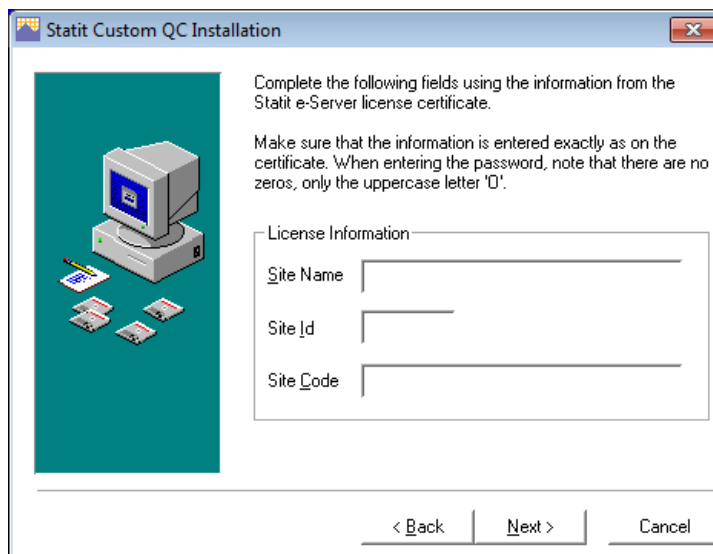 Statit Custom QC Installation
Complete the following fields using the information from the
Statit e-Server license certificate.
Make sure that the information is entered exactly as on the
certificate. When entering the password, note that there are no
zeros, only the uppercase letter 'O'.
License Information
Site Name
Site Id
Site Code
< Back
Next >
Cancel